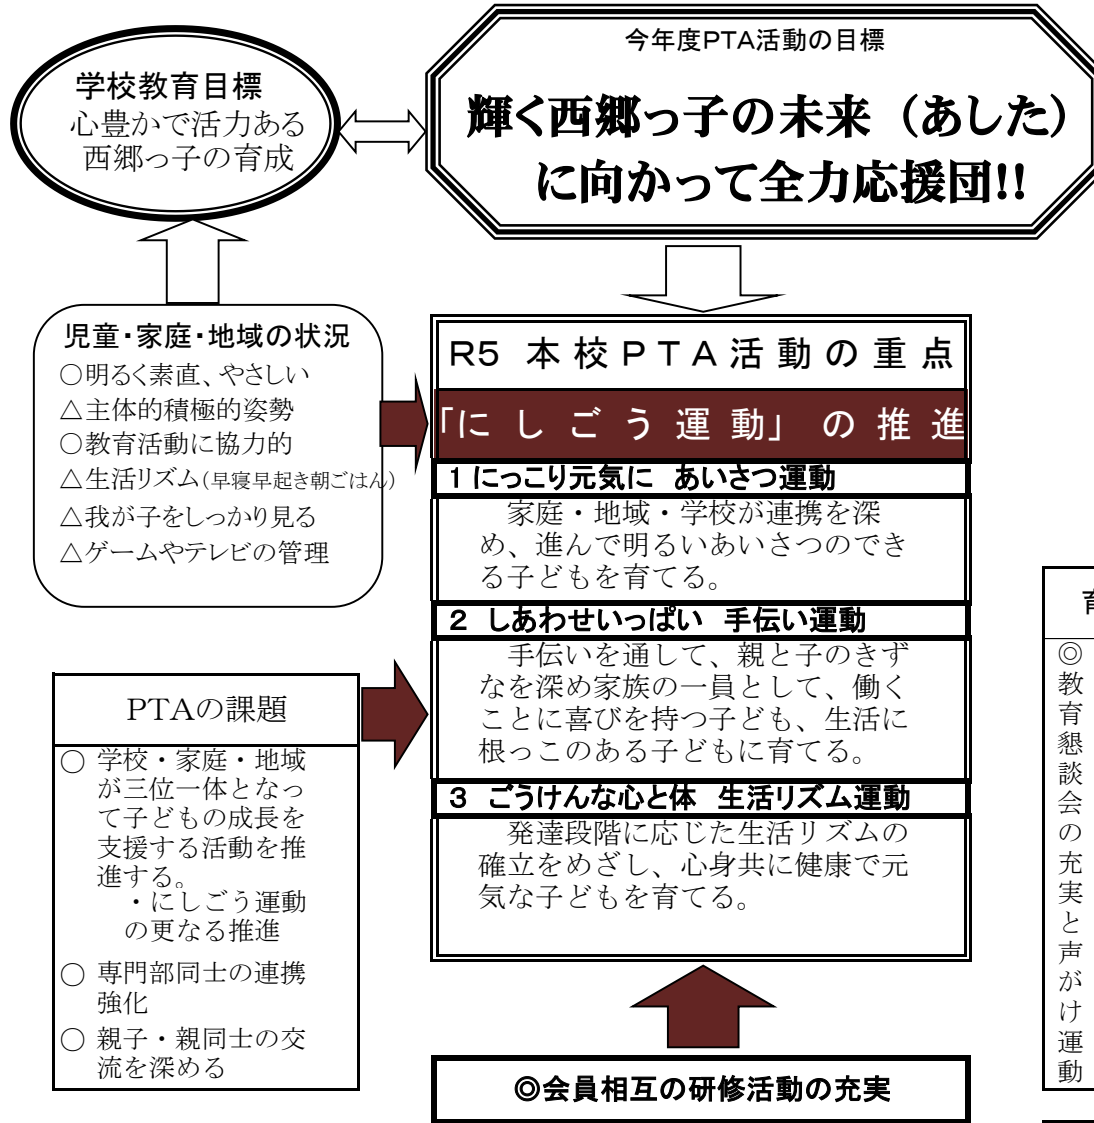 学校教育目標
心豊かで活力ある
西郷っ子の育成
今年度PTA活動の目標
輝く西郷っ子の未来（あした）
に向かって全力応援団!!
児童・家庭・地域の状況
○明るく素直、やさしい
△主体的積極的姿勢
○教育活動に協力的
△生活リズム(早寝早起き朝ごはん)
△我が子をしっかり見る
△ゲームやテレビの管理
R5 本校PTA活動の重点
「にしごう運動」の推進
1 にっこり元気に あいさつ運動
家庭・地域・学校が連携を深
め、進んで明るいあいさつのでき
る子どもを育てる。
2 しあわせいっぱい 手伝い運動
手伝いを通して、親と子のきず
なを深め家族の一員として、働く
ことに喜びを持つ子ども、生活に
根っこのある子どもに育てる。
3 ごうけんな心と体 生活リズム運動
発達段階に応じた生活リズムの
確立をめざし、心身共に健康で元
気な子どもを育てる。
PTAの課題
○ 学校・家庭・地域
が三位一体となっ
て子どもの成長を
支援する活動を推
進する。
・にしごう運動
の更なる推進
○ 専門部同士の連携
強化
○ 親子・親同士の交
流を深める
◎会員相互の研修活動の充実
◎教育懇談会の充実と声がけ運動